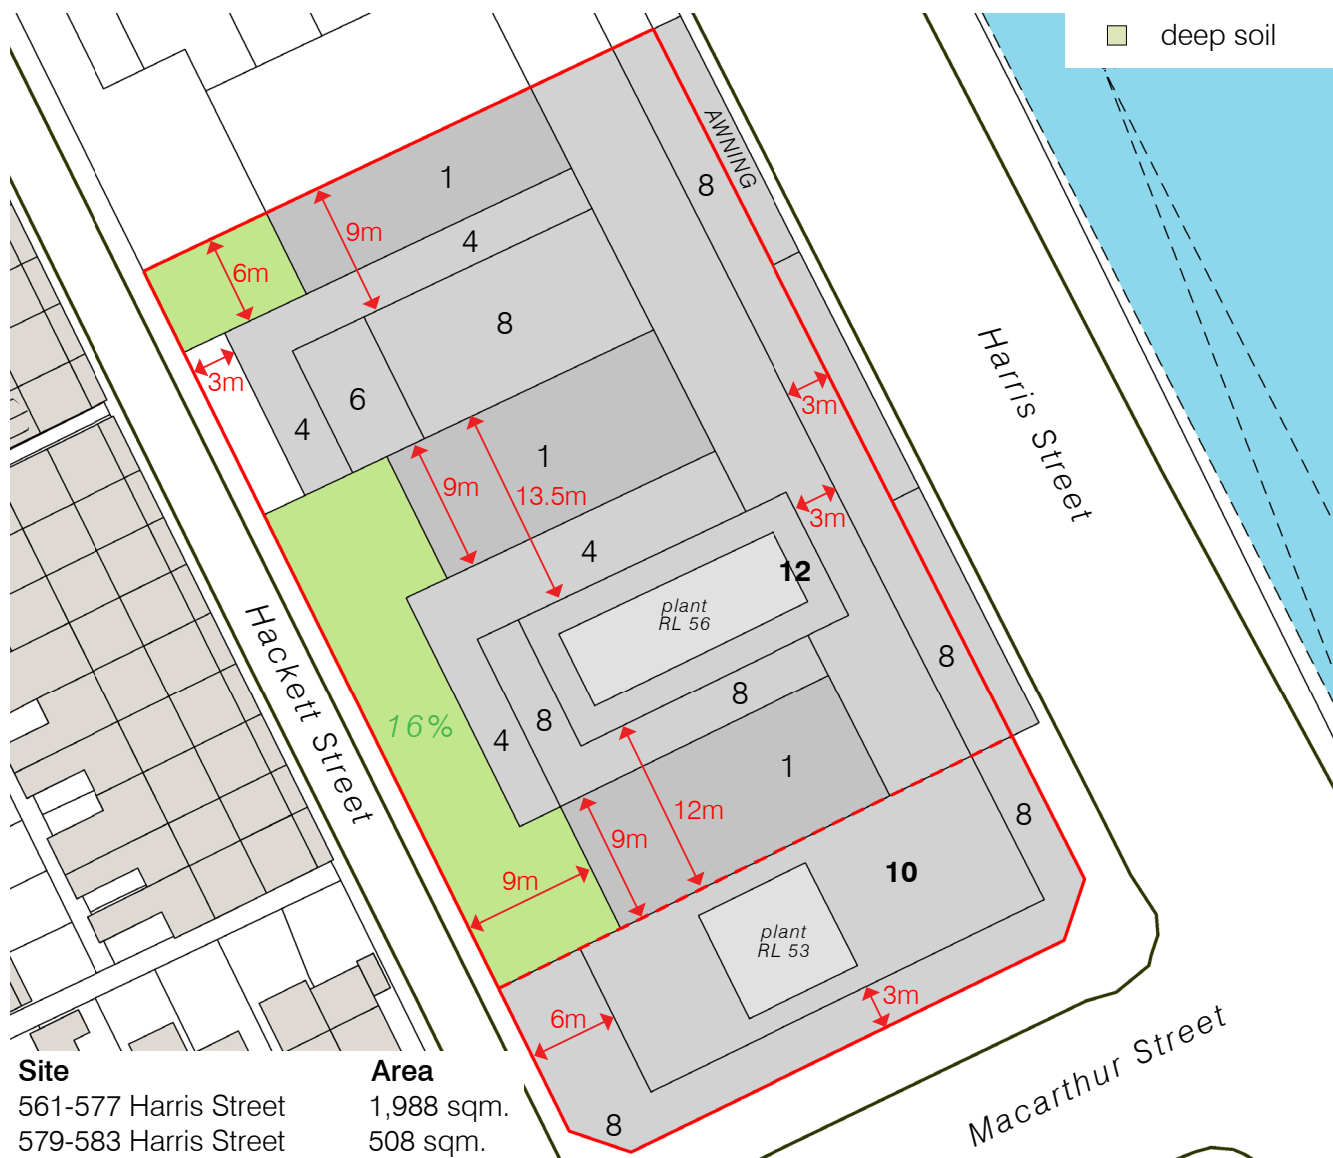 deep soil
AWNING
1
8
9m
4
6m
8
3m
6
3m
4
1
9m
13.5m
3m
4
12
plant
RL 56
Harris Street
Hackett Street
8
8
8
16%
4
1
12m
8
9m
10
9m
plant
RL 53
3m
6m
8
Macarthur Street
Site Area
561-577 Harris Street 1,988 sqm.
579-583 Harris Street 508 sqm.